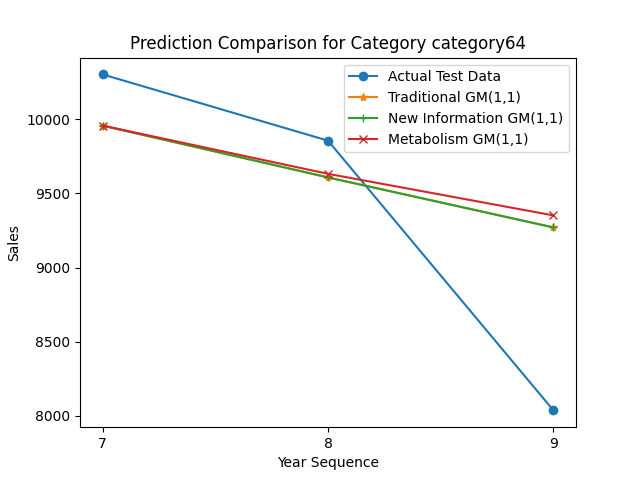 Prediction Comparison for Category category64
Actual Test Data
Traditional GM(1,1)
New Information GM(1,1)
Metabolism GM(1,1)
10000
9500
9000
8500
8000
Sales
7
8
9
Year Sequence